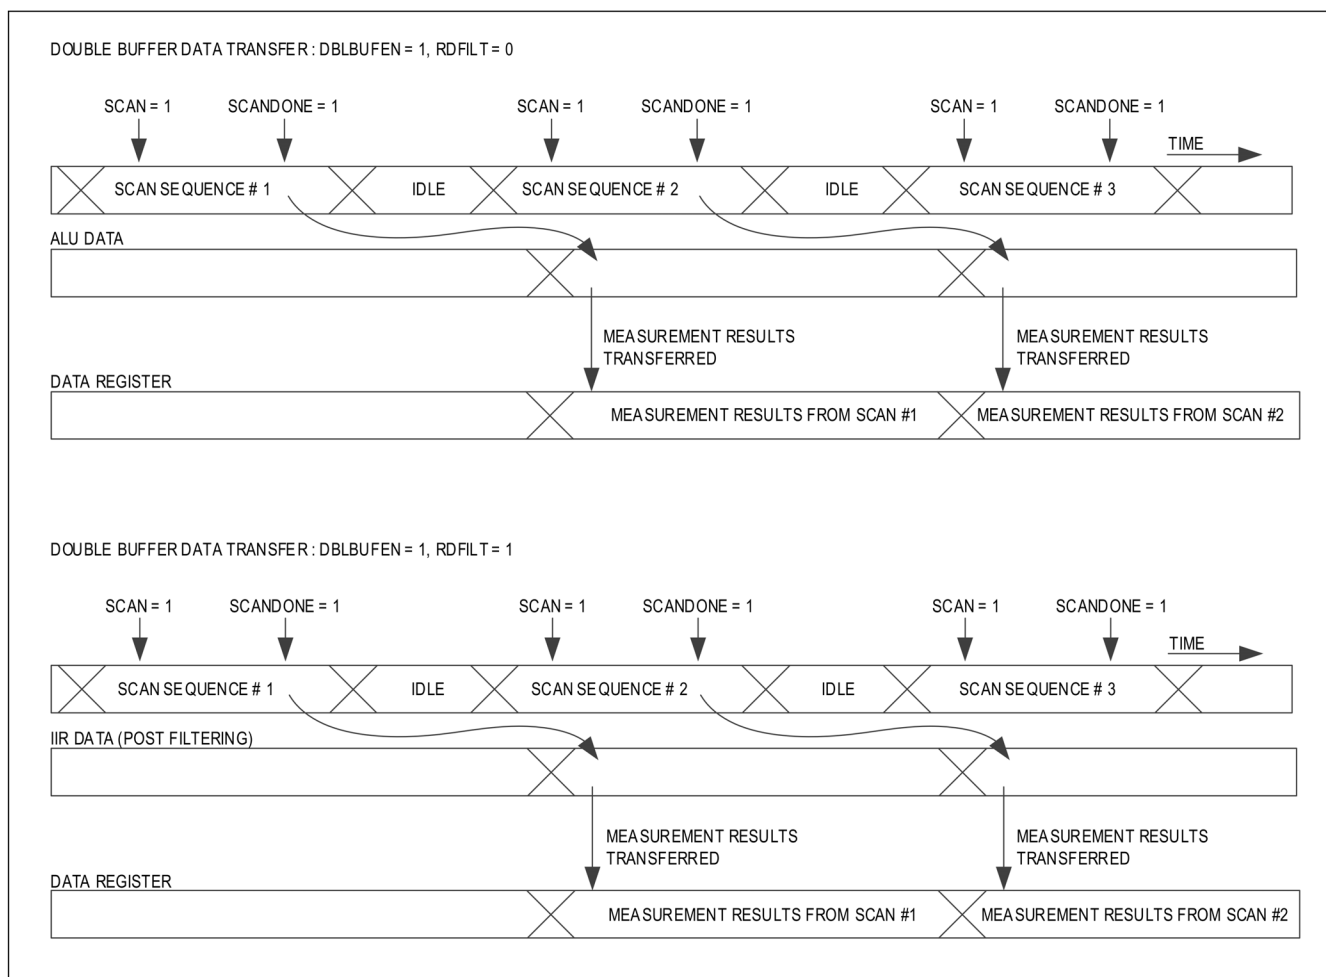 DOUBLE BUFFER DATA TRANSFER : DBLBUFEN = 1, RDFILT = 0
SCAN = 1 SCANDONE = 1 SCAN = 1 SCANDONE = 1 SCAN = 1 SCANDONE = 1
TIME
SCAN SEQUENCE # 1 IDLE SCAN SEQUENCE # 2 IDLE SCAN SEQUENCE # 3
ALU DATA
MEASUREMENT RESULTS MEASUREMENT RESULTS
TRANSFERRED TRANSFERRED
DATA REGISTER
MEASUREMENT RESULTS FROM SCAN #1 MEASUREMENT RESULTS FROM SCAN #2
DOUBLE BUFFER DATA TRANSFER : DBLBUFEN = 1, RDFILT = 1
SCAN = 1 SCANDONE = 1 SCAN = 1 SCANDONE = 1 SCAN = 1 SCANDONE = 1
TIME
SCAN SEQUENCE # 1 IDLE SCAN SEQUENCE # 2 IDLE SCAN SEQUENCE # 3
IIR DATA (POST FILTERING)
MEASUREMENT RESULTS MEASUREMENT RESULTS
TRANSFERRED TRANSFERRED
DATA REGISTER
MEASUREMENT RESULTS FROM SCAN #1 MEASUREMENT RESULTS FROM SCAN #2